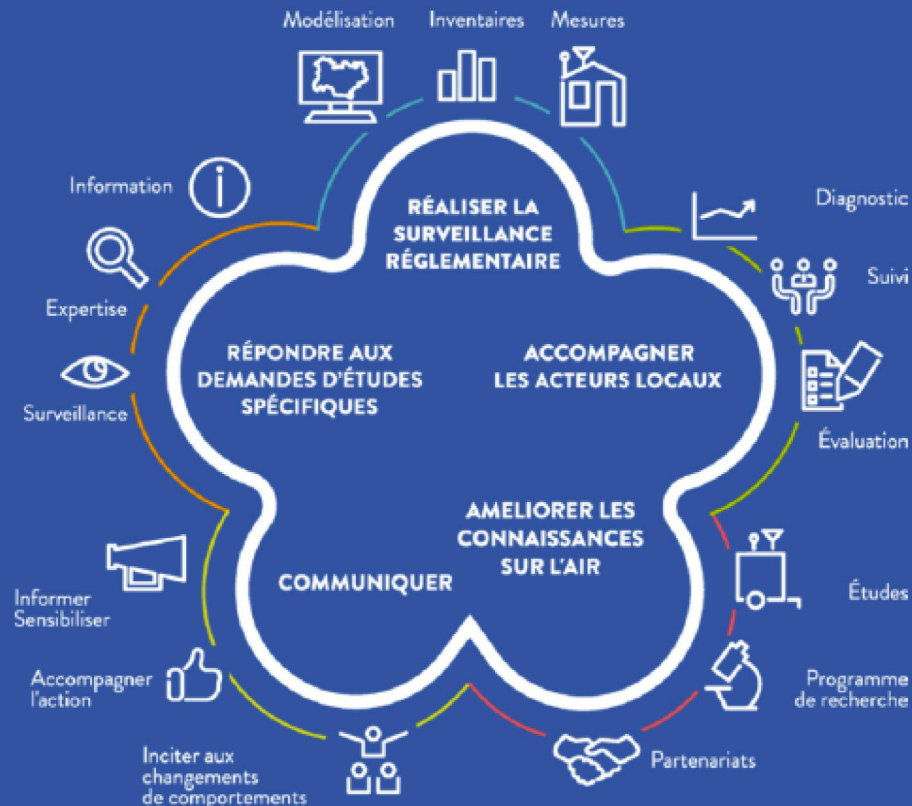 Modélisation
Inventaires
Mesures
Information
Expertise
Surveillance
Diagnostic
Suivi
Évaluation
RÉALISER LA
SURVEILLANCE
RÉGLEMENTAIRE
RÉPONDRE AUX
DEMANDES D'ÉTUDES
SPÉCIFIQUES
ACCOMPAGNER
LES ACTEURS LOCAUX
AMELIORER LES
CONNAISSANCES
SUR L'AIR
COMMUNIQUER
Informer
Sensibiliser
Accompagner
l'action
Inciter aux
changements
de comportements
Études
Programme
de recherche
Partenariats